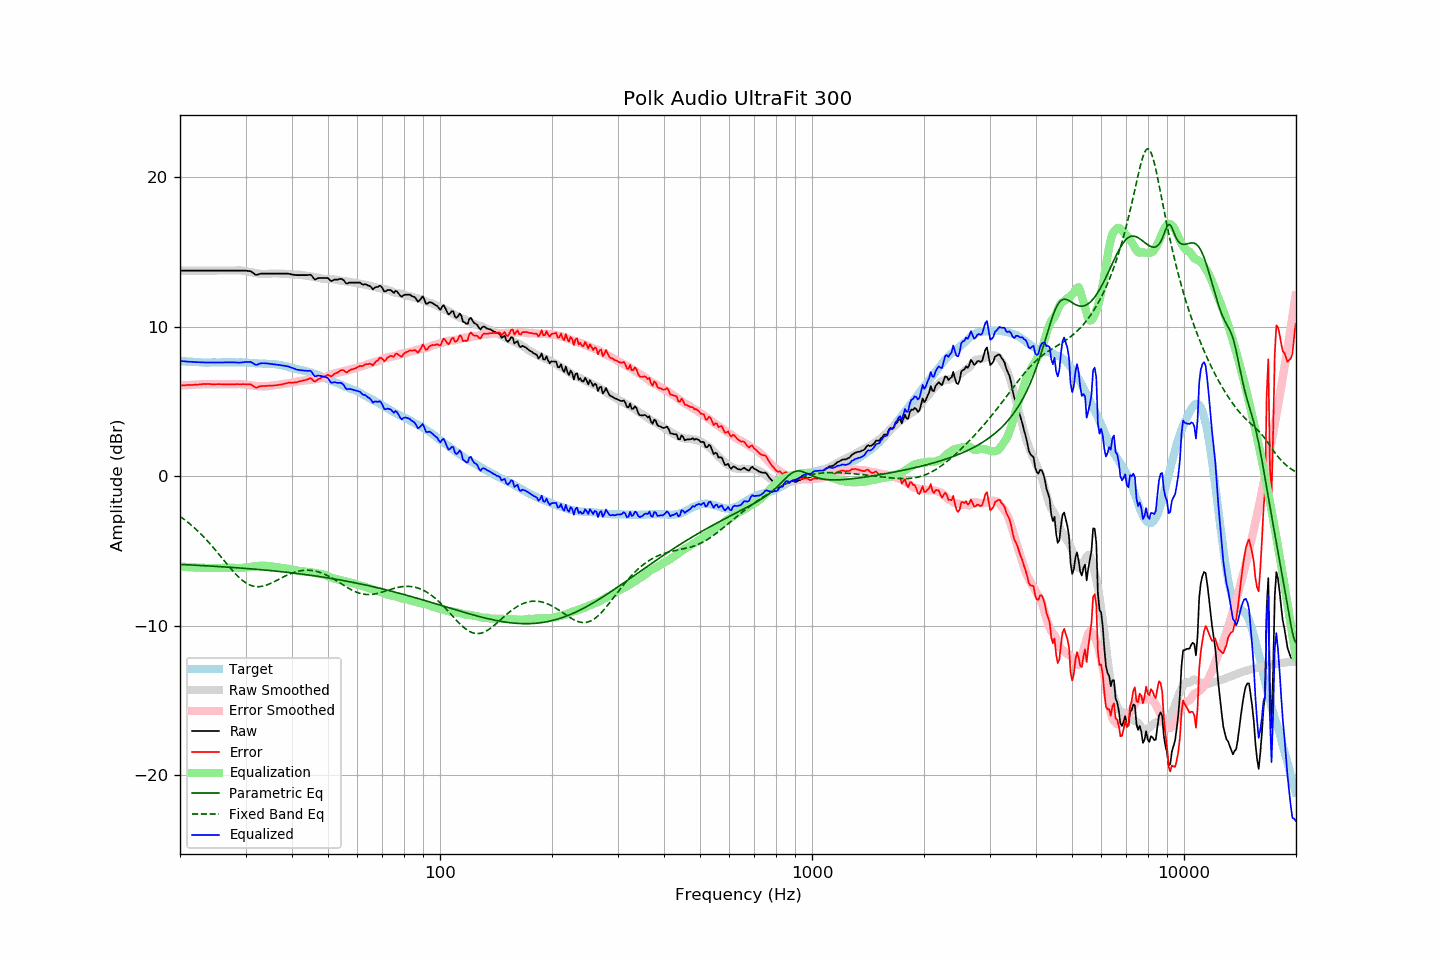 Polk Audio UltraFit 300
Amplitude (dBr)
20
10
0
−10
−20
Target
Raw Smoothed
Error Smoothed
Raw
Error
Equalization
Parametric Eq
Fixed Band Eq
Equalized
100
1000
10000
Frequency (Hz)